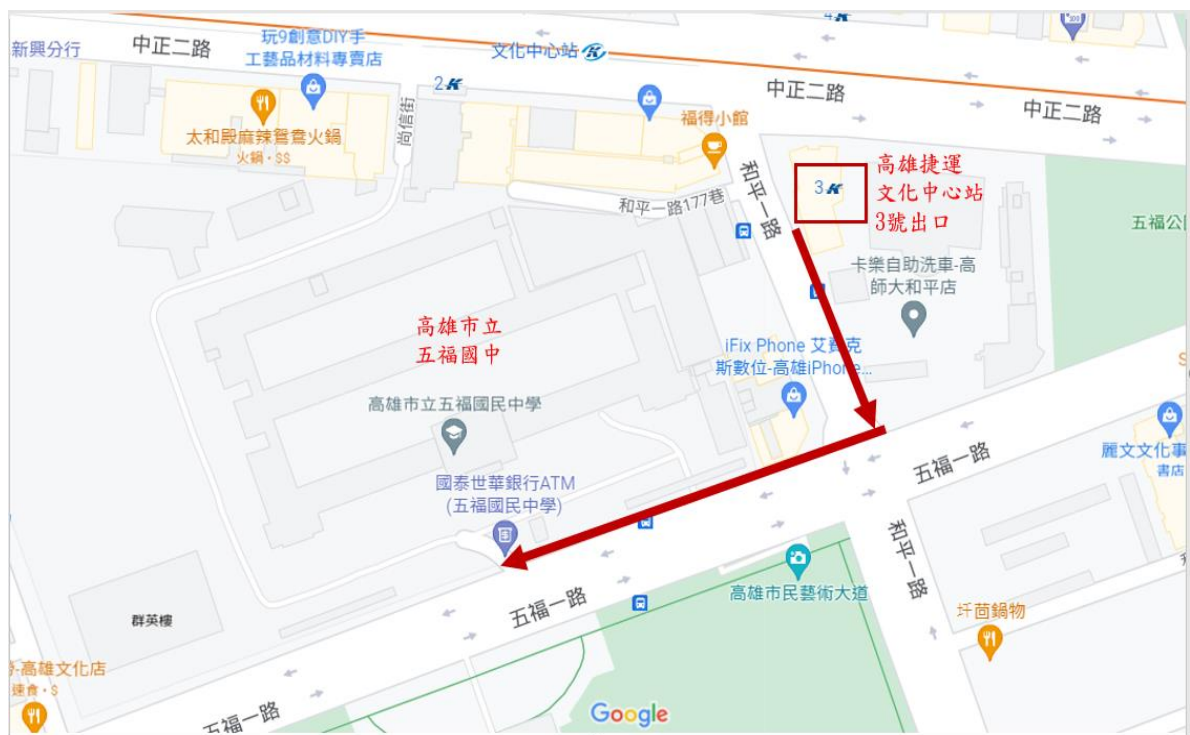 新興分行
中正二路
玩9創意DIY手
工藝品材料專賣店
文化中心站
4
2
中正二路
中正二路
太和殿麻辣鴛鴦火鍋
火鍋・$$
尚信街
福得小館
和平一路177巷
和平一路
3
高雄捷運
文化中心站
3號出口
五福公
卡樂自助洗車-高
師大和平店
高雄市立
五福國中
iFix Phone 艾
斯數位-高雄iPhone...
高雄市立五福國民中學
麗文文化事
書店
五福一路
國泰世華銀行ATM
(五福國民中學)
和平一路
高雄市民藝術大道
五福一路
群英樓
圷茴鍋物
-高雄文化店
速食・$
五福一路
Google